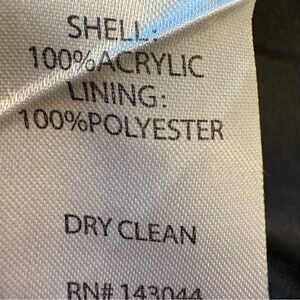 SHELL:
100%ACRYLIC
LINING:
100%POLYESTER
DRY CLEAN
RN# 143044